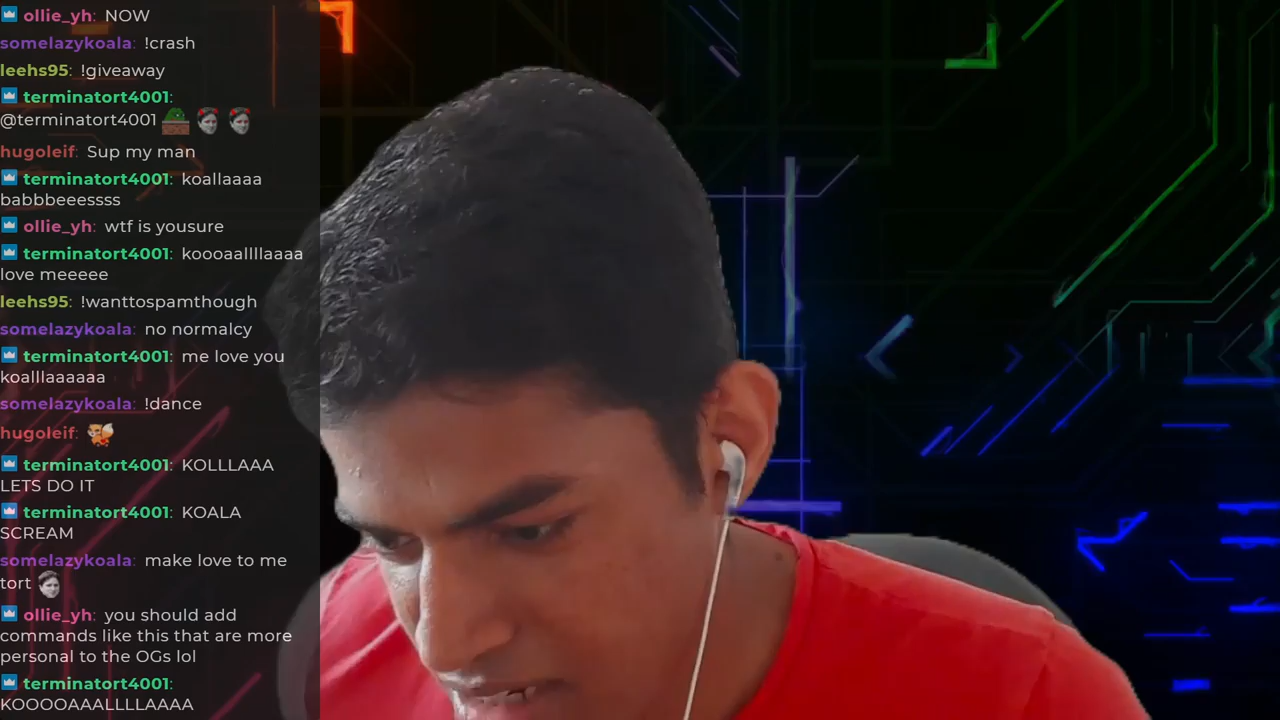 ollie_yh: NOW
somelazykoala: !crash
leehs95: !giveaway
terminatort4001:
@terminatort4001
hugoleif: Sup my man
terminatort4001: koallaaaa
babbbeeessss
ollie_yh: wtf is yousure
terminatort4001: koooaallllaaaa
love meeeee
leehs95: !wanttospamthough
somelazykoala: no normalcy
terminatort4001: me love you
koalllaaaaaa
somelazykoala: !dance
hugoleif:
terminatort4001: KOLLLAAA
LETS DO IT
terminatort4001: KOALA
SCREAM
somelazykoala: make love to me
tort
ollie_yh: you should add
commands like this that are more
personal to the OGs lol
terminatort4001:
KOOOOAAALLLLAAAA